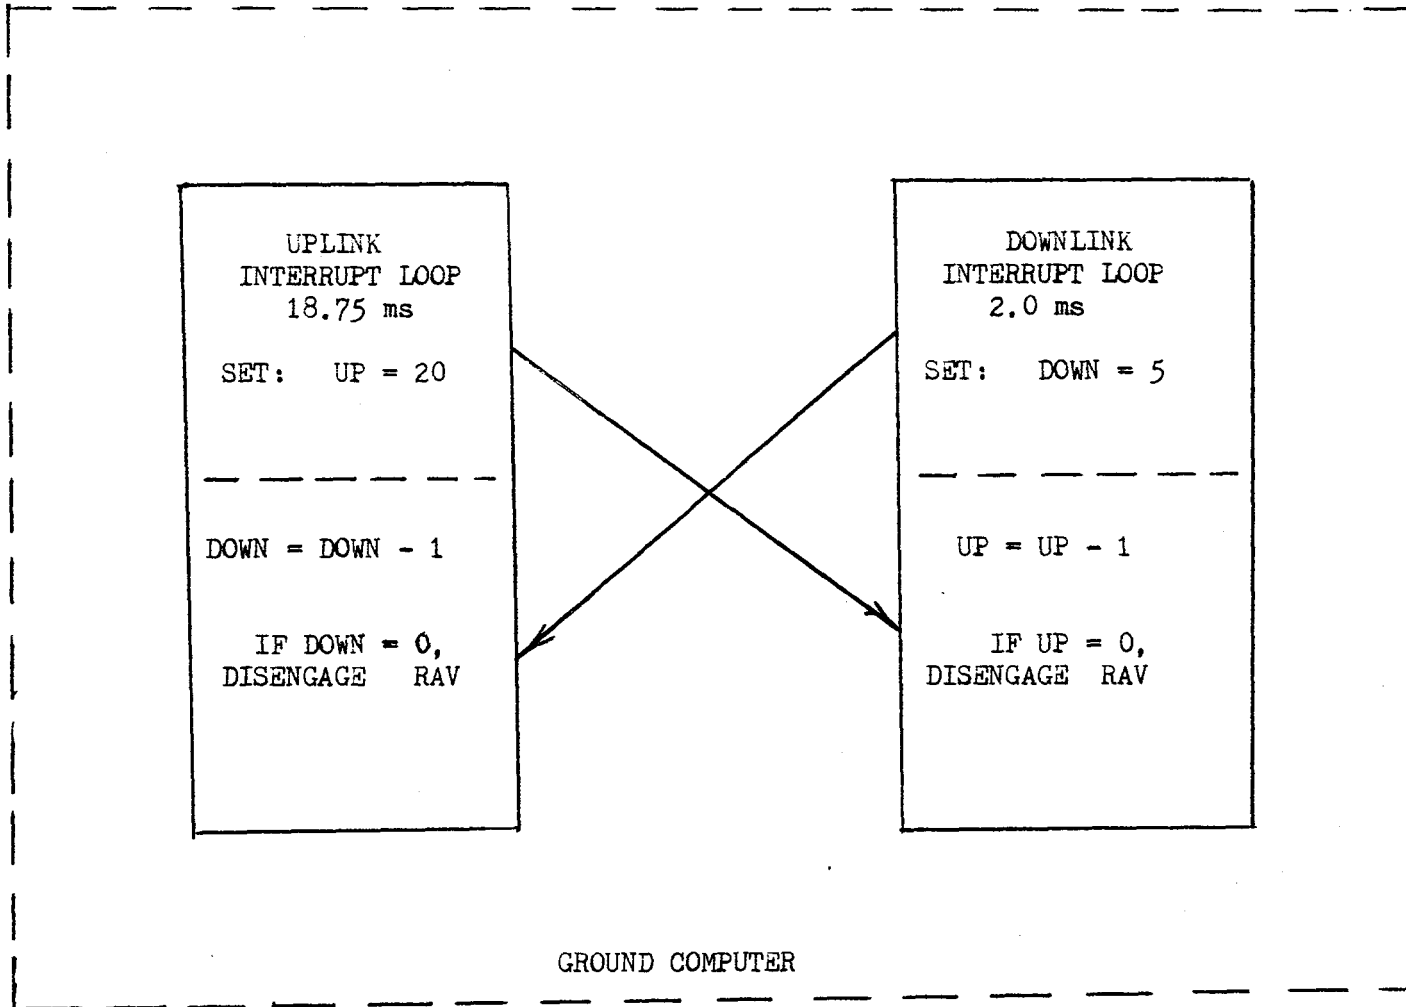 UPLINK
INTERRUPT LOOP
18.75 ms
SET: UP = 20
DOWN = DOWN - 1
IF DOWN = 0,
DISENGAGE RAV
DOWNLINK
INTERRUPT LOOP
2.0 ms
SET: DOWN = 5
UP = UP - 1
IF UP = 0,
DISENGAGE RAV
GROUND COMPUTER